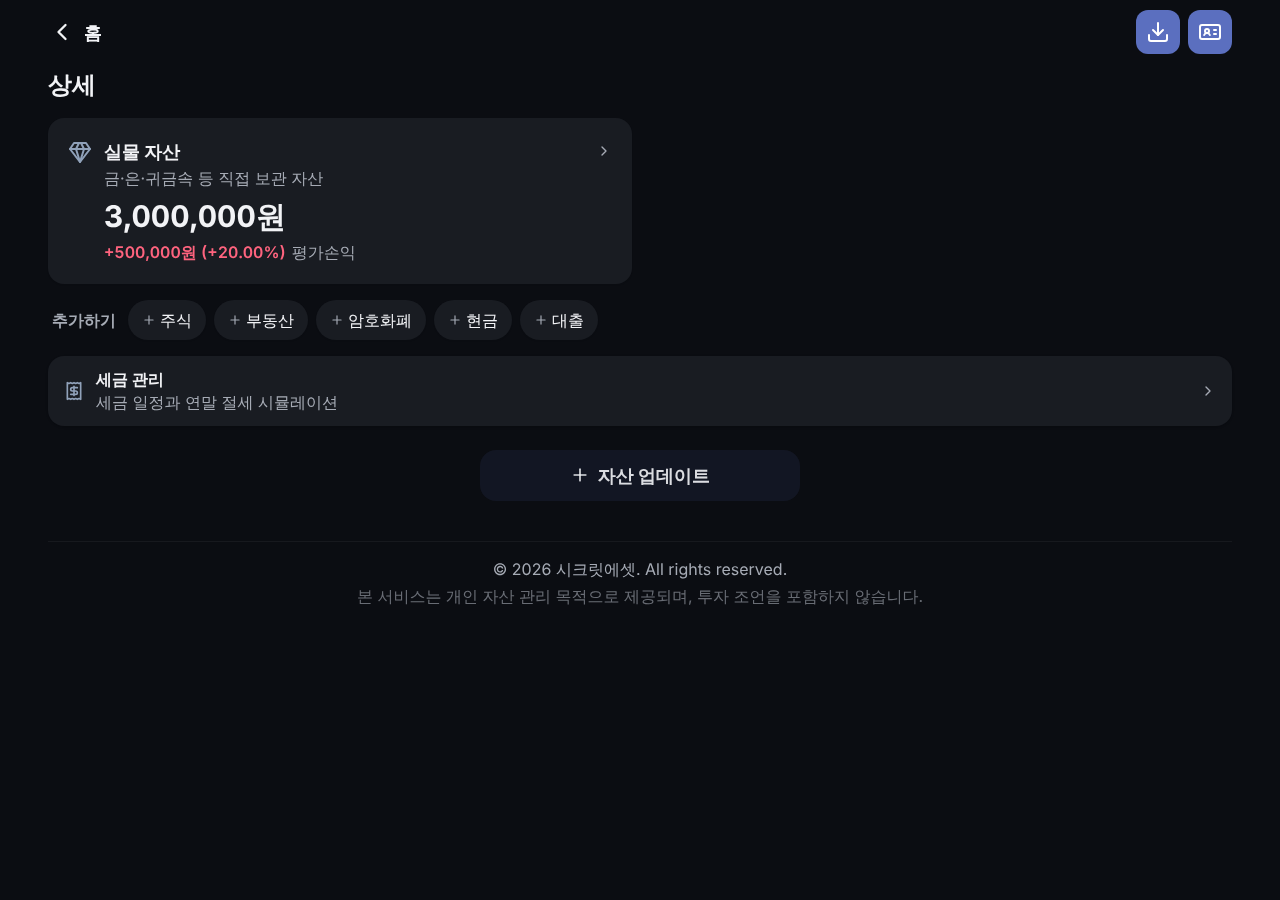 홈
상세
실물 자산
금·은·귀금속 등 직접 보관 자산
3,000,000원
+500,000원 (+20.00%) 평가손익
추가하기 + 주식 + 부동산 + 암호화폐 + 현금 + 대출
세금 관리
세금 일정과 연말 절세 시뮬레이션
+ 자산 업데이트
© 2026 시크릿에셋. All rights reserved.
본 서비스는 개인 자산 관리 목적으로 제공되며, 투자 조언을 포함하지 않습니다.